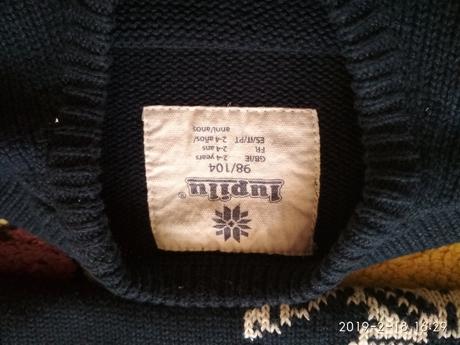 lupilu®
98/104
GB/IE 2-4 years
FR 2-4 ans
ES/IT/PT 2-4 años/
anni/anos
2019-2-18 16:29